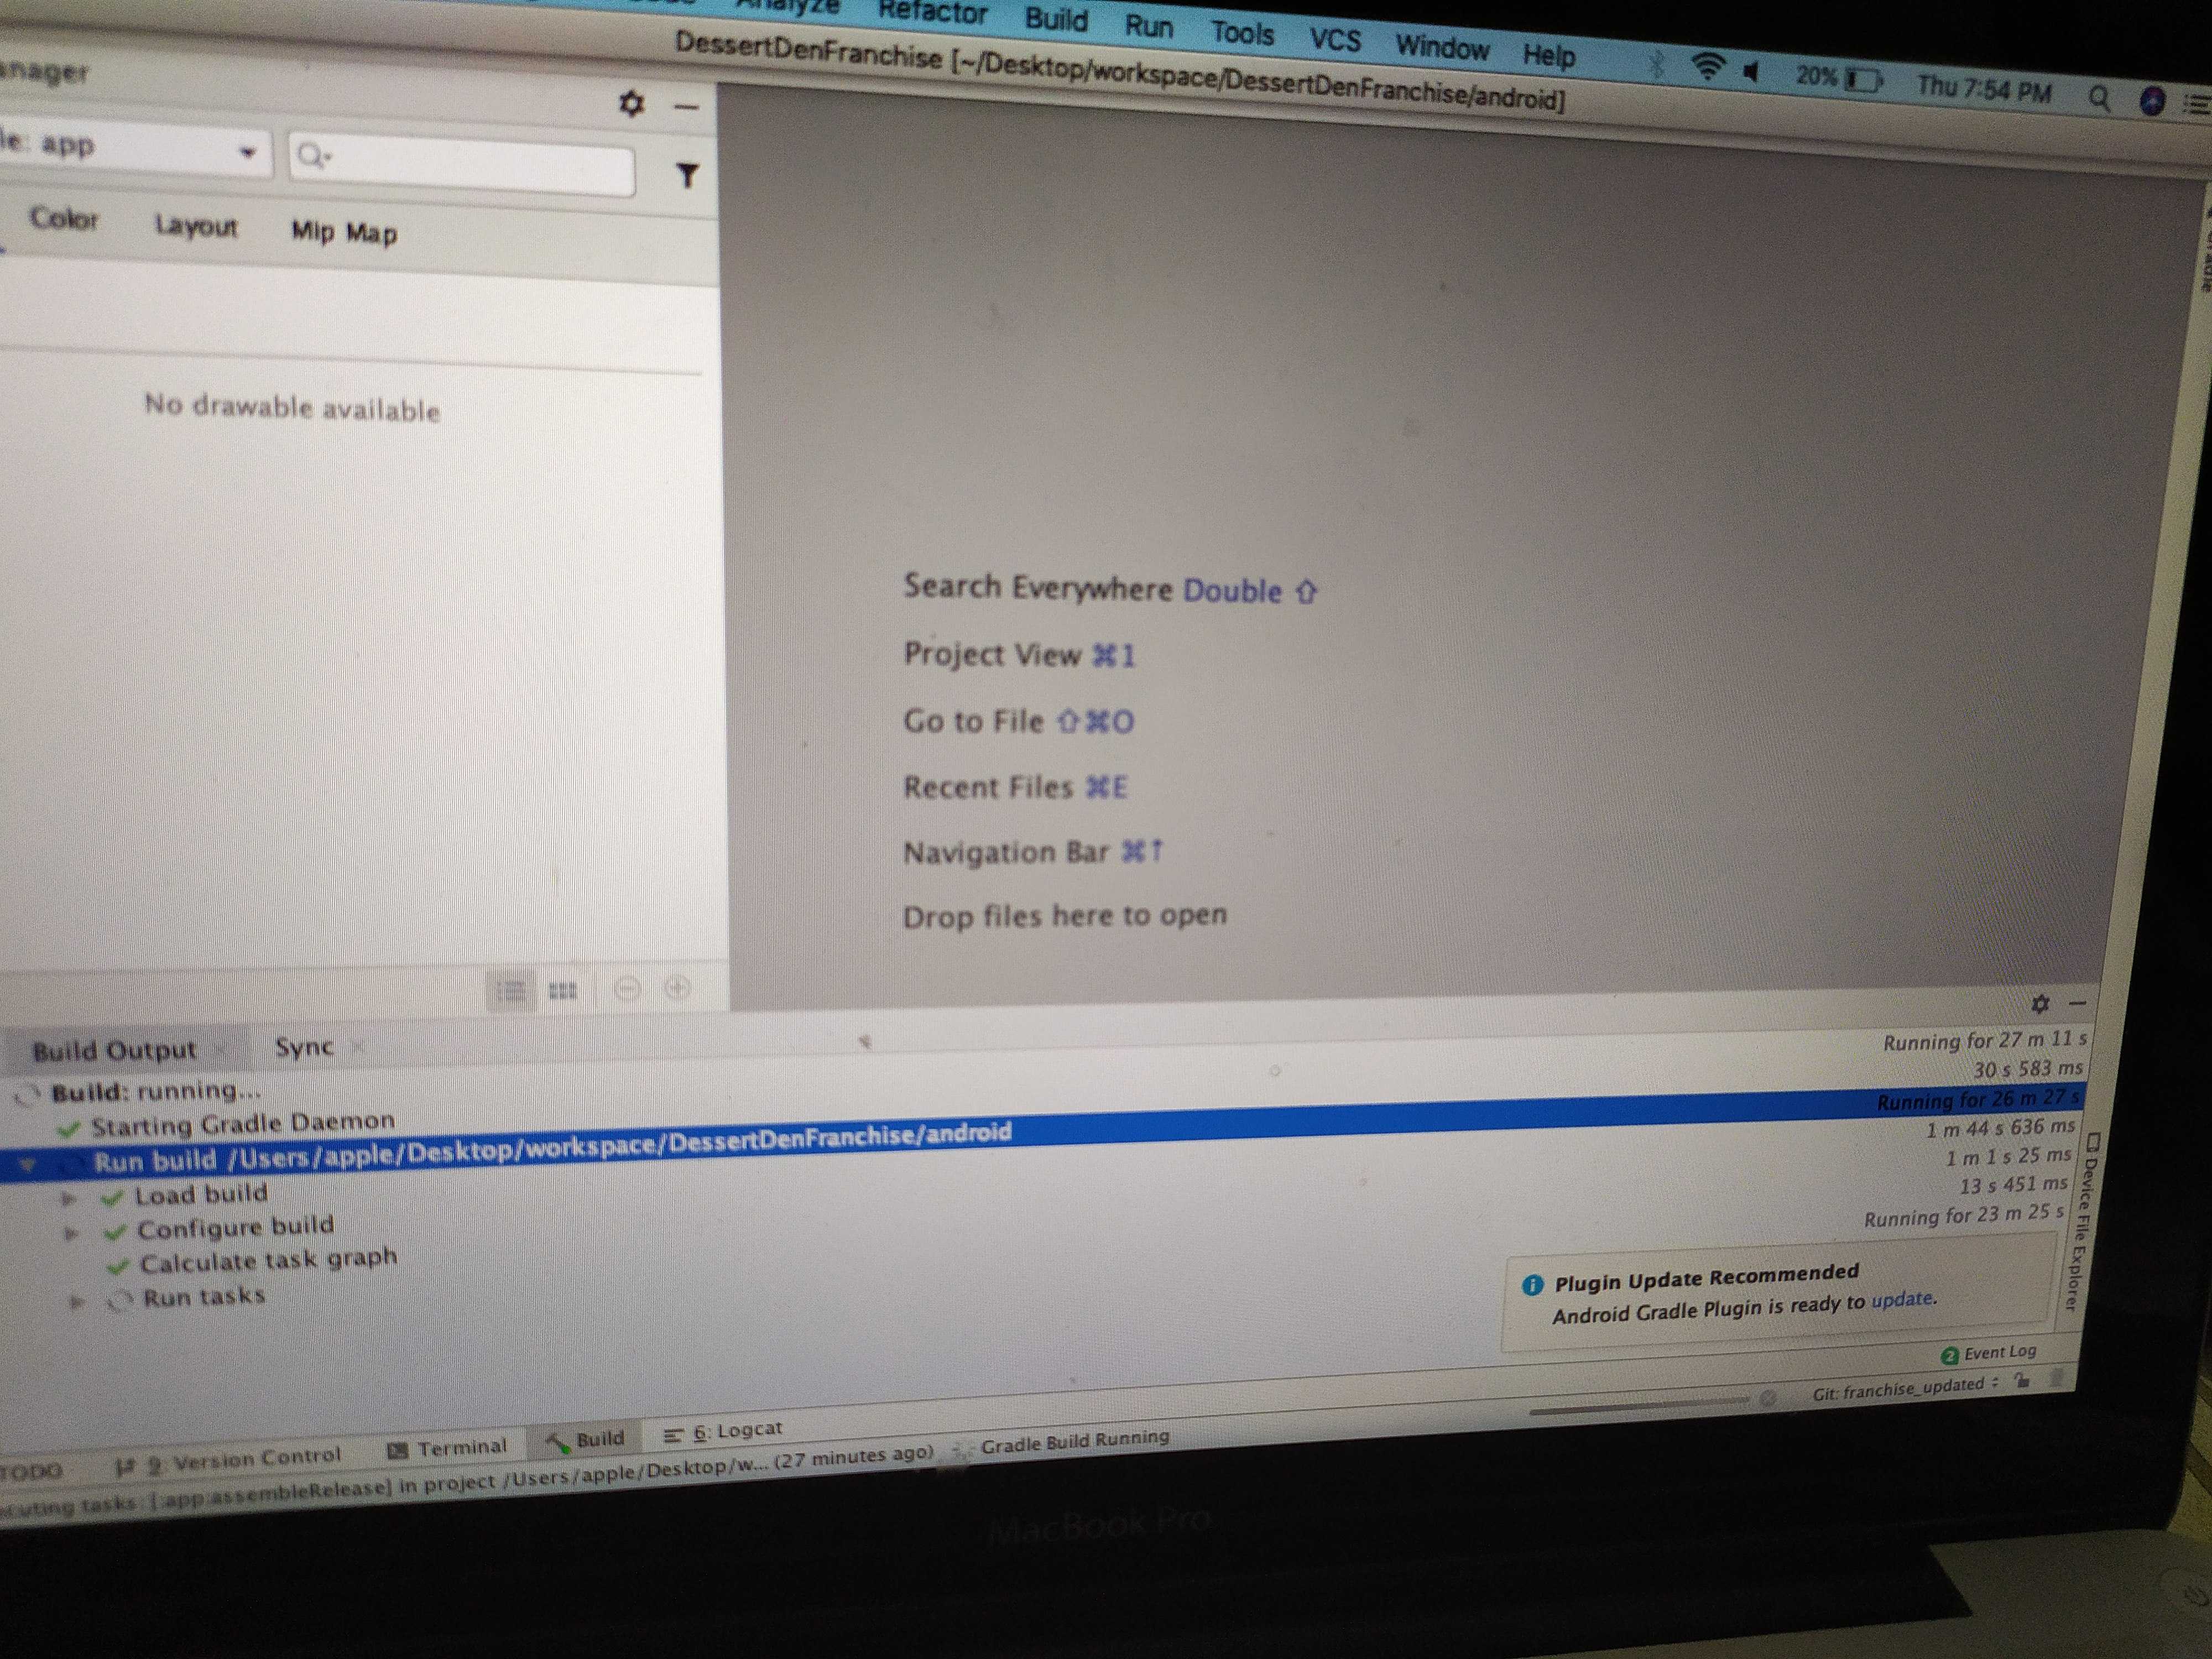 Analyze Refactor Build Run Tools VCS Window Help 20% Thu 7:54 PM
DessertDenFranchise [~/Desktop/workspace/DessertDenFranchise/android]
app
Color Layout Mip Map
No drawable available
Search Everywhere Double ⇧
Project View ⌘1
Go to File ⇧⌘O
Recent Files ⌘E
Navigation Bar ⌘↑
Drop files here to open
Build Output Sync
Build: running... Running for 27 m 11 s
Starting Gradle Daemon 30 s 583 ms
Run build /Users/apple/Desktop/workspace/DessertDenFranchise/android Running for 26 m 27 s
Load build 1 m 44 s 636 ms
Configure build 1 m 1 s 25 ms
Calculate task graph 13 s 451 ms
Run tasks Running for 23 m 25 s
Device File Explorer
Plugin Update Recommended
Android Gradle Plugin is ready to update.
2 Event Log
TODO 9: Version Control Terminal Build 6: Logcat
tasks: [:app:assembleRelease] in project /Users/apple/Desktop/w... (27 minutes ago) Gradle Build Running Git: franchise_updated
MacBook Pro